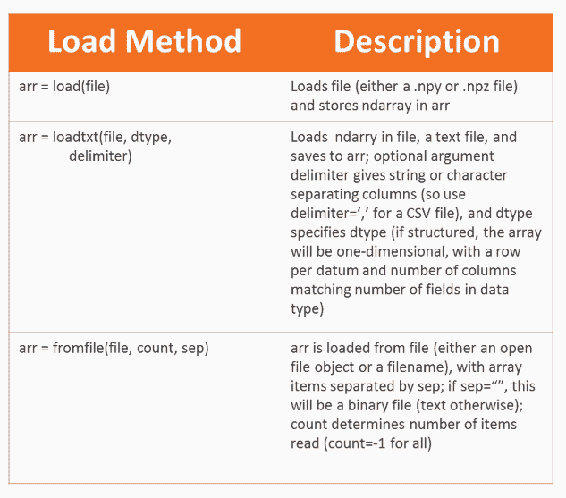 Load Method
Description
arr = load(file)
Loads file (either a .npy or .npz file)
and stores ndarray in arr
arr = loadtxt(file, dtype,
delimiter)
Loads  ndarry in file, a text file, and
saves to arr; optional argument
delimiter gives string or character
separating columns (so use
delimiter=’,’ for a CSV file), and dtype
specifies dtype (if structured, the array
will be one-dimensional, with a row
per datum and number of columns
matching number of fields in data
type)
arr = fromfile(file, count, sep)
arr is loaded from file (either an open
file object or a filename), with array
items separated by sep; if sep=“”, this
will be a binary file (text otherwise);
count determines number of items
read (count=-1 for all)